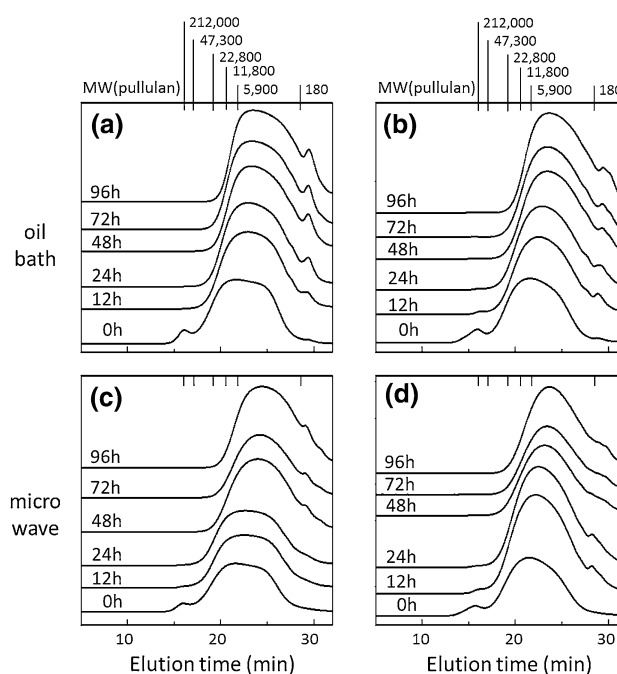 212,000 212,000
47,300 47,300
22,800 22,800
11,800 11,800
MW(pullulan) 5,900 180 MW(pullulan) 5,900 180
(a) (b)
oil bath
96h 96h
72h 72h
48h 48h
24h 24h
12h 12h
0h 0h
(c) (d)
micro wave
96h 96h
72h 72h
48h 48h
24h 24h
12h 12h
0h 0h
10 20 30 10 20 30
Elution time (min) Elution time (min)